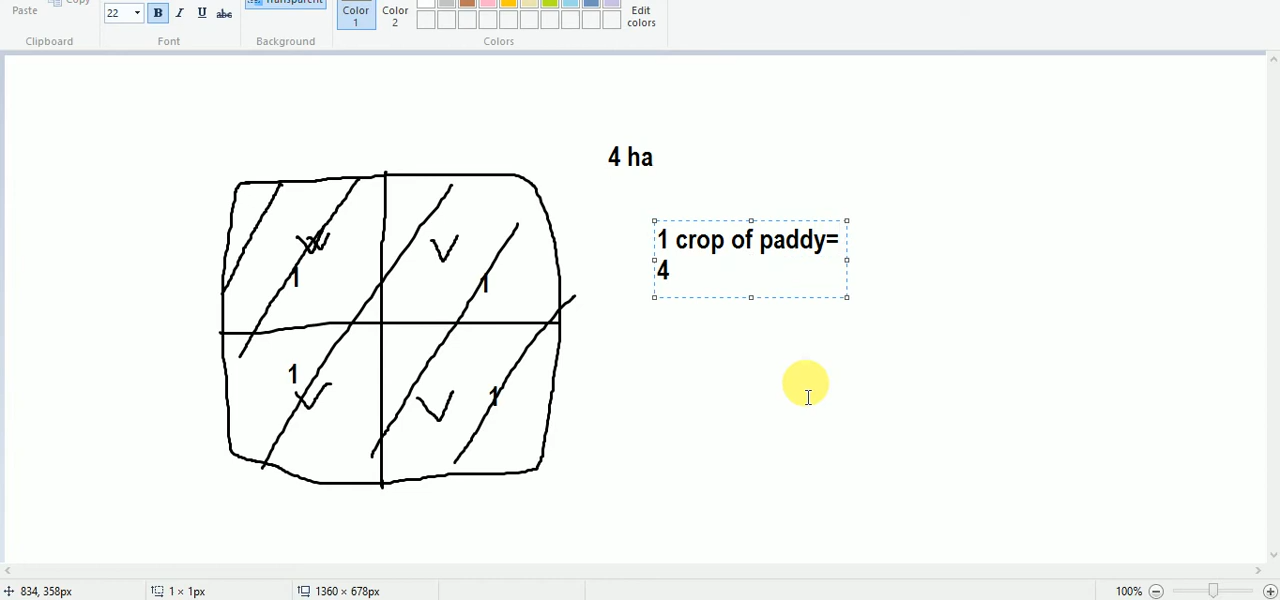 Paste
Copy
22
B I U abc
Transparent
Color 1
Color 2
Edit colors
Clipboard
Font
Background
Colors
4 ha
1 crop of paddy=
4
1
1
1
1
834, 358px
1 × 1px
1360 × 678px
100%